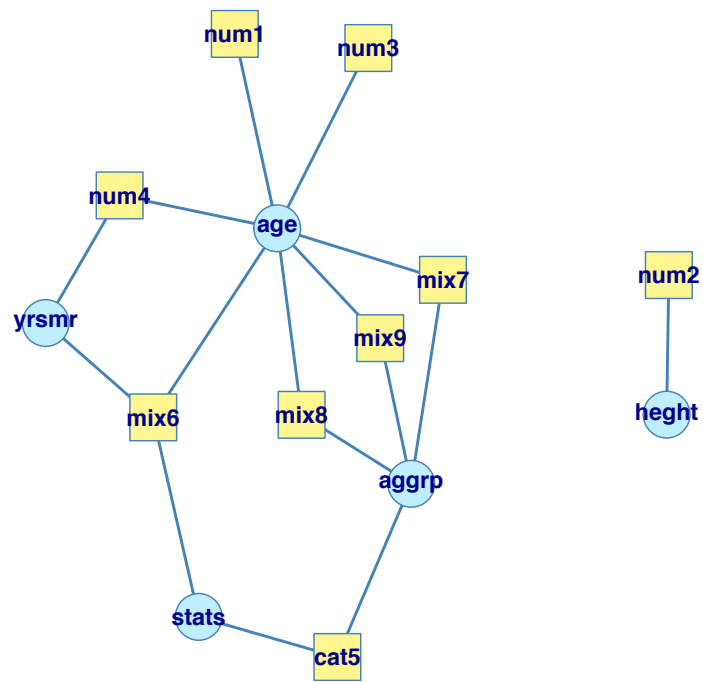 num1
num3
num4
age
mix7
num2
yrsmr
mix9
mix6
mix8
heght
aggrp
stats
cat5